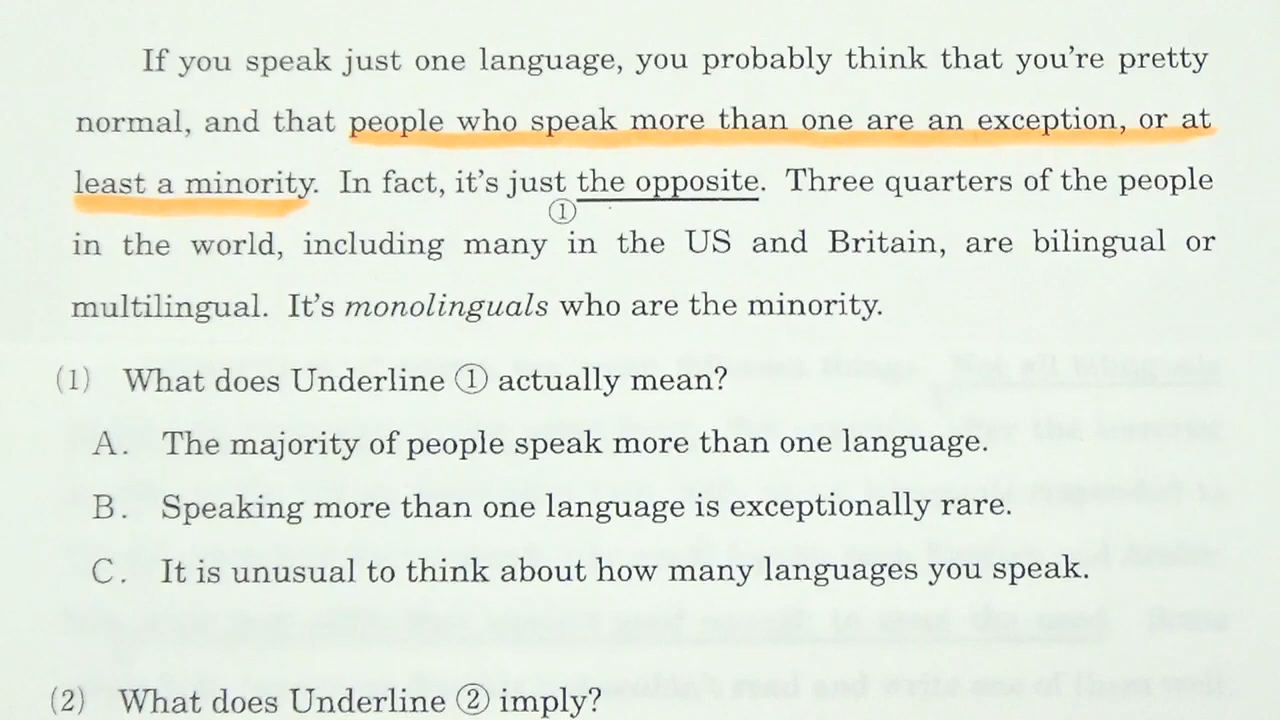 If you speak just one language, you probably think that you're pretty
normal, and that people who speak more than one are an exception, or at
least a minority. In fact, it's just the opposite. Three quarters of the people
①
in the world, including many in the US and Britain, are bilingual or
multilingual. It's monolinguals who are the minority.
(1) What does Underline ① actually mean?
A. The majority of people speak more than one language.
B. Speaking more than one language is exceptionally rare.
C. It is unusual to think about how many languages you speak.
(2) What does Underline ② imply?